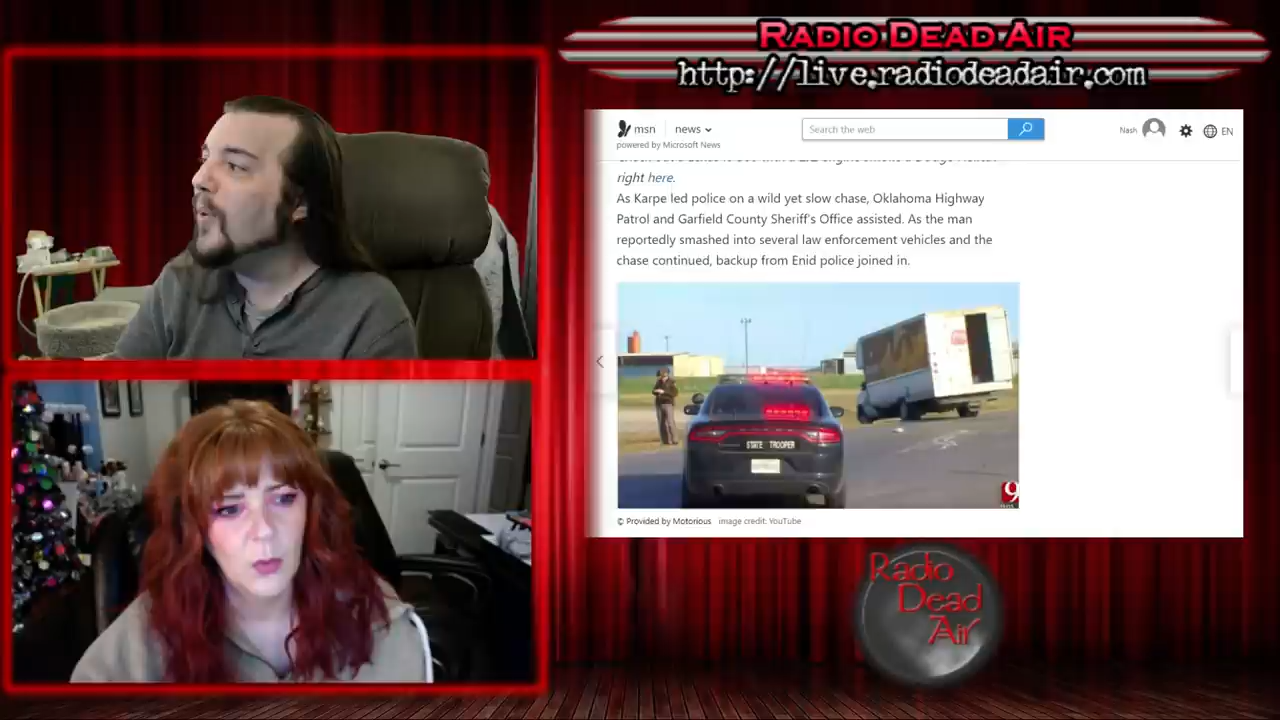 RADIO DEAD AIR
http://live.radiodeadair.com
msn
news
powered by Microsoft News
Search the web
Nash
EN
right here.
As Karpe led police on a wild yet slow chase, Oklahoma Highway
Patrol and Garfield County Sheriff's Office assisted. As the man
reportedly smashed into several law enforcement vehicles and the
chase continued, backup from Enid police joined in.
STATE TROOPER
9
© Provided by Motorious image credit: YouTube
Radio
Dead
Air